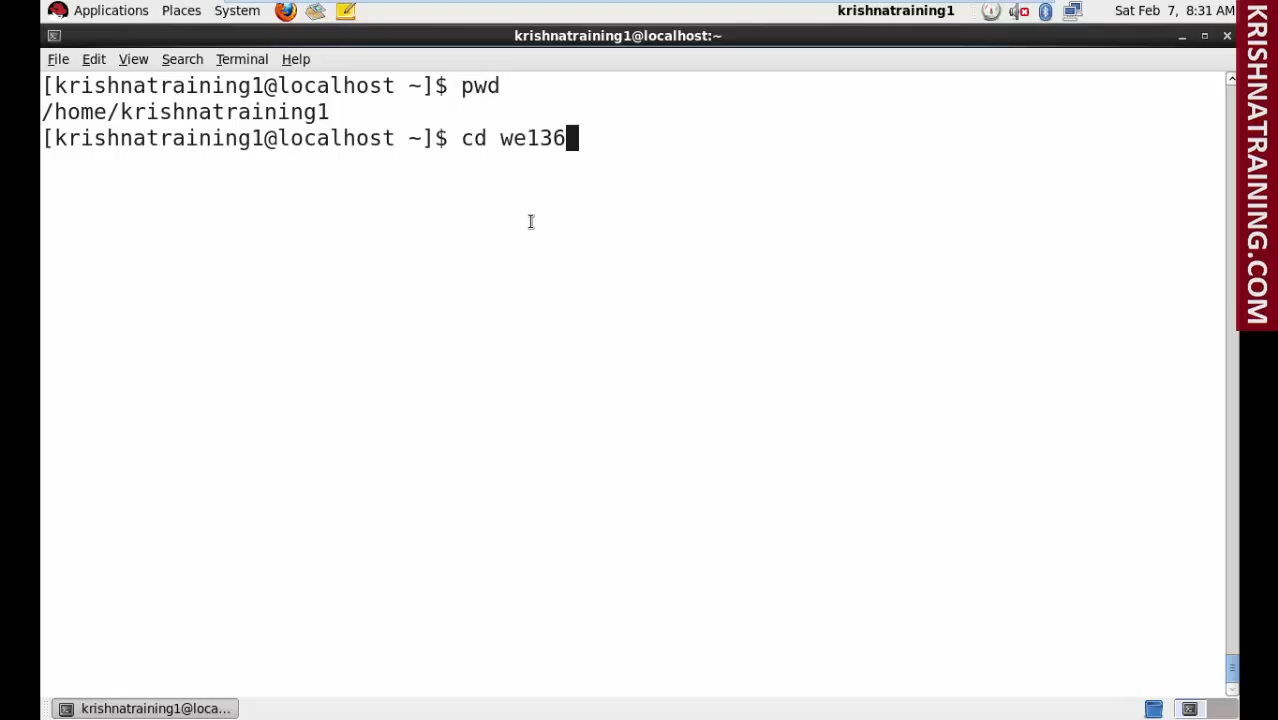 Applications Places System krishnatraining1 Sat Feb 7, 8:31 AM
krishnatraining1@localhost:~
File Edit View Search Terminal Help
[krishnatraining1@localhost ~]$ pwd
/home/krishnatraining1
[krishnatraining1@localhost ~]$ cd we136
krishnatraining1@loca...
KRISHNATRAINING.COM